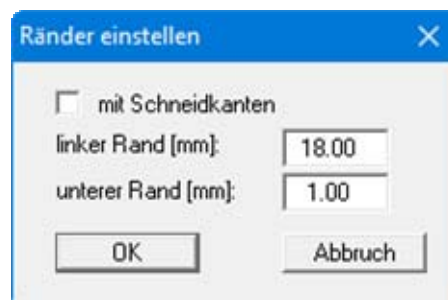 Ränder einstellen
mit Schneidkanten
linker Rand [mm]: 18.00
unterer Rand [mm]: 1.00
OK Abbruch